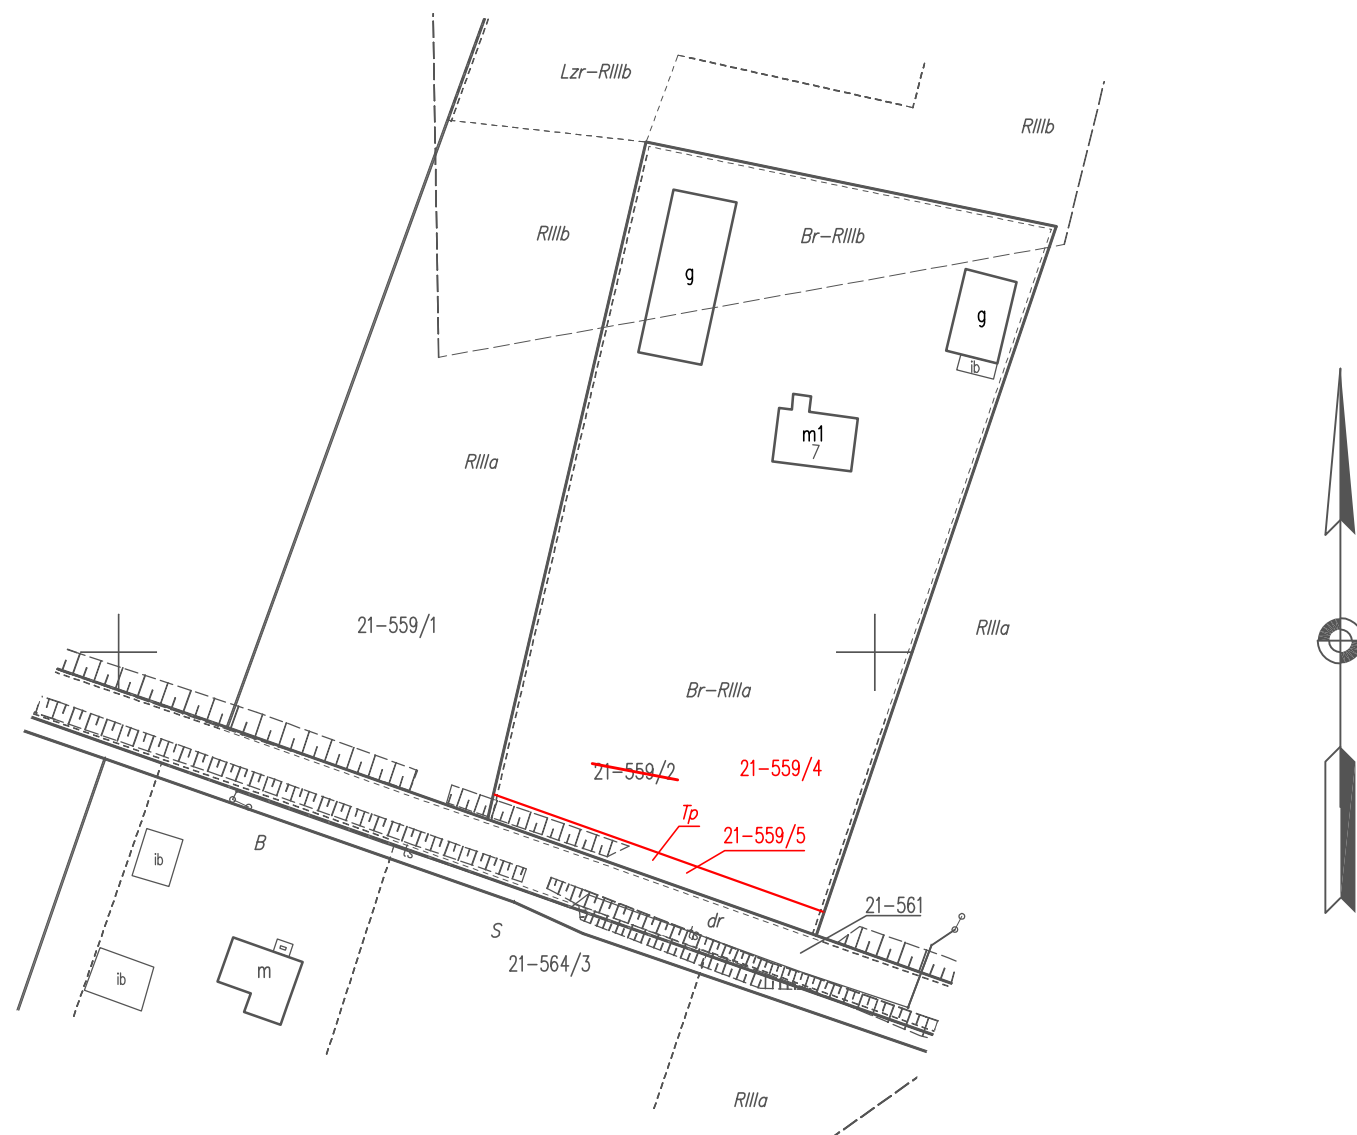 Lzr-RIIIb
RIIIb
RIIIb
Br-RIIIb
g
g
ib
m1
7
RIIIa
21-559/1
RIIIa
Br-RIIIa
21-559/2
21-559/4
Tp
21-559/5
B
ts
ib
21-561
dr
S
ts
21-564/3
m
ib
RIIIa